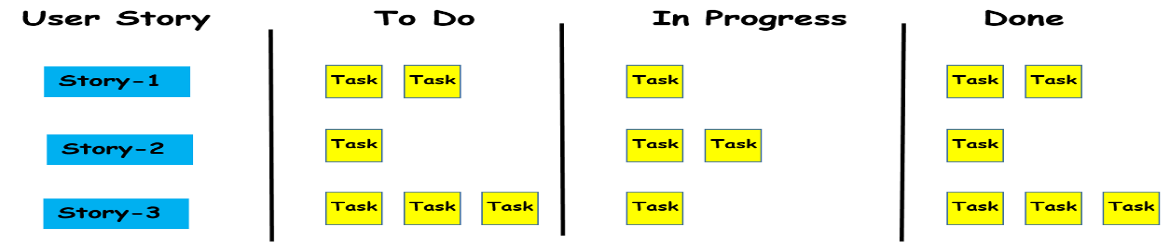 User Story To Do In Progress Done
Story-1 Task Task Task Task Task
Story-2 Task Task Task Task
Story-3 Task Task Task Task Task Task Task